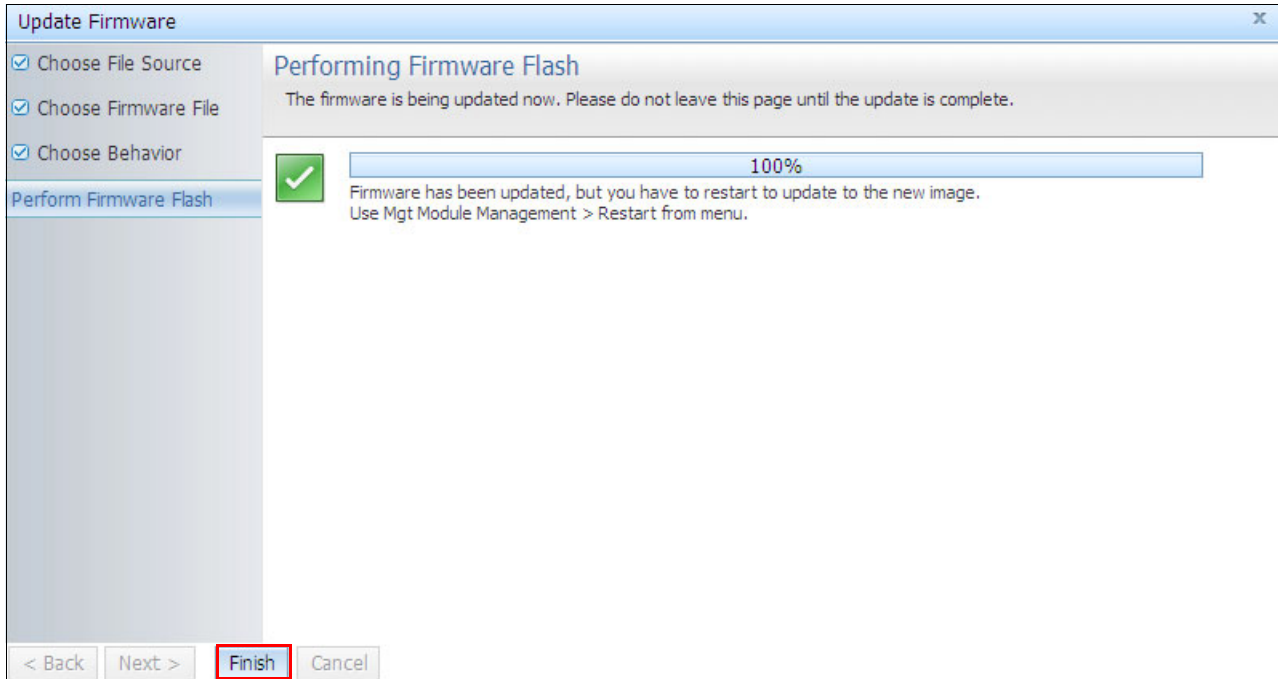 Update Firmware
x
Choose File Source
Choose Firmware File
Choose Behavior
Perform Firmware Flash
Performing Firmware Flash
The firmware is being updated now. Please do not leave this page until the update is complete.
100%
Firmware has been updated, but you have to restart to update to the new image.
Use Mgt Module Management > Restart from menu.
< Back Next > Finish Cancel